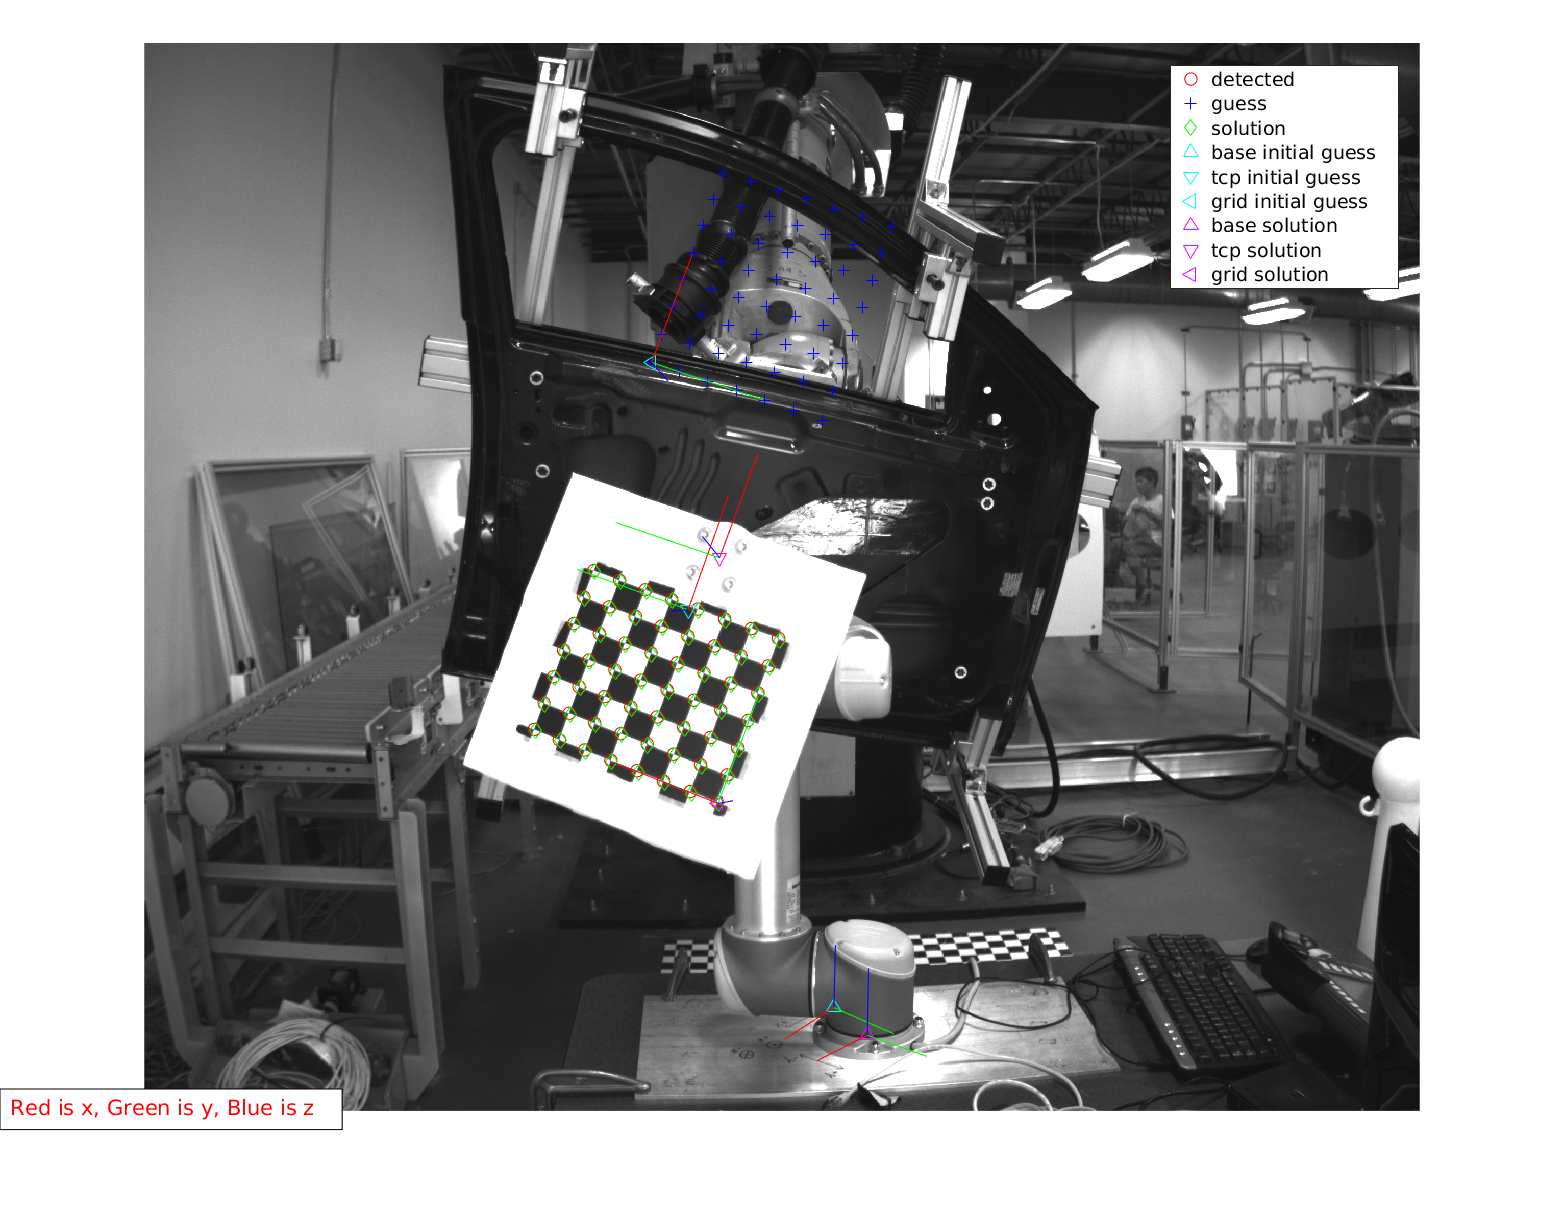 detected
guess
solution
base initial guess
tcp initial guess
grid initial guess
base solution
tcp solution
grid solution
Red is x, Green is y, Blue is z